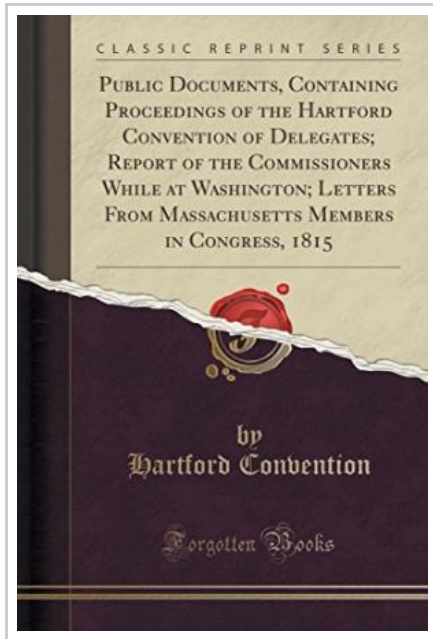 CLASSIC REPRINT SERIES
PUBLIC DOCUMENTS, CONTAINING
PROCEEDINGS OF THE HARTFORD
CONVENTION OF DELEGATES;
REPORT OF THE COMMISSIONERS
WHILE AT WASHINGTON; LETTERS
FROM MASSACHUSETTS MEMBERS
IN CONGRESS, 1815
by
Hartford Convention
Forgotten Books